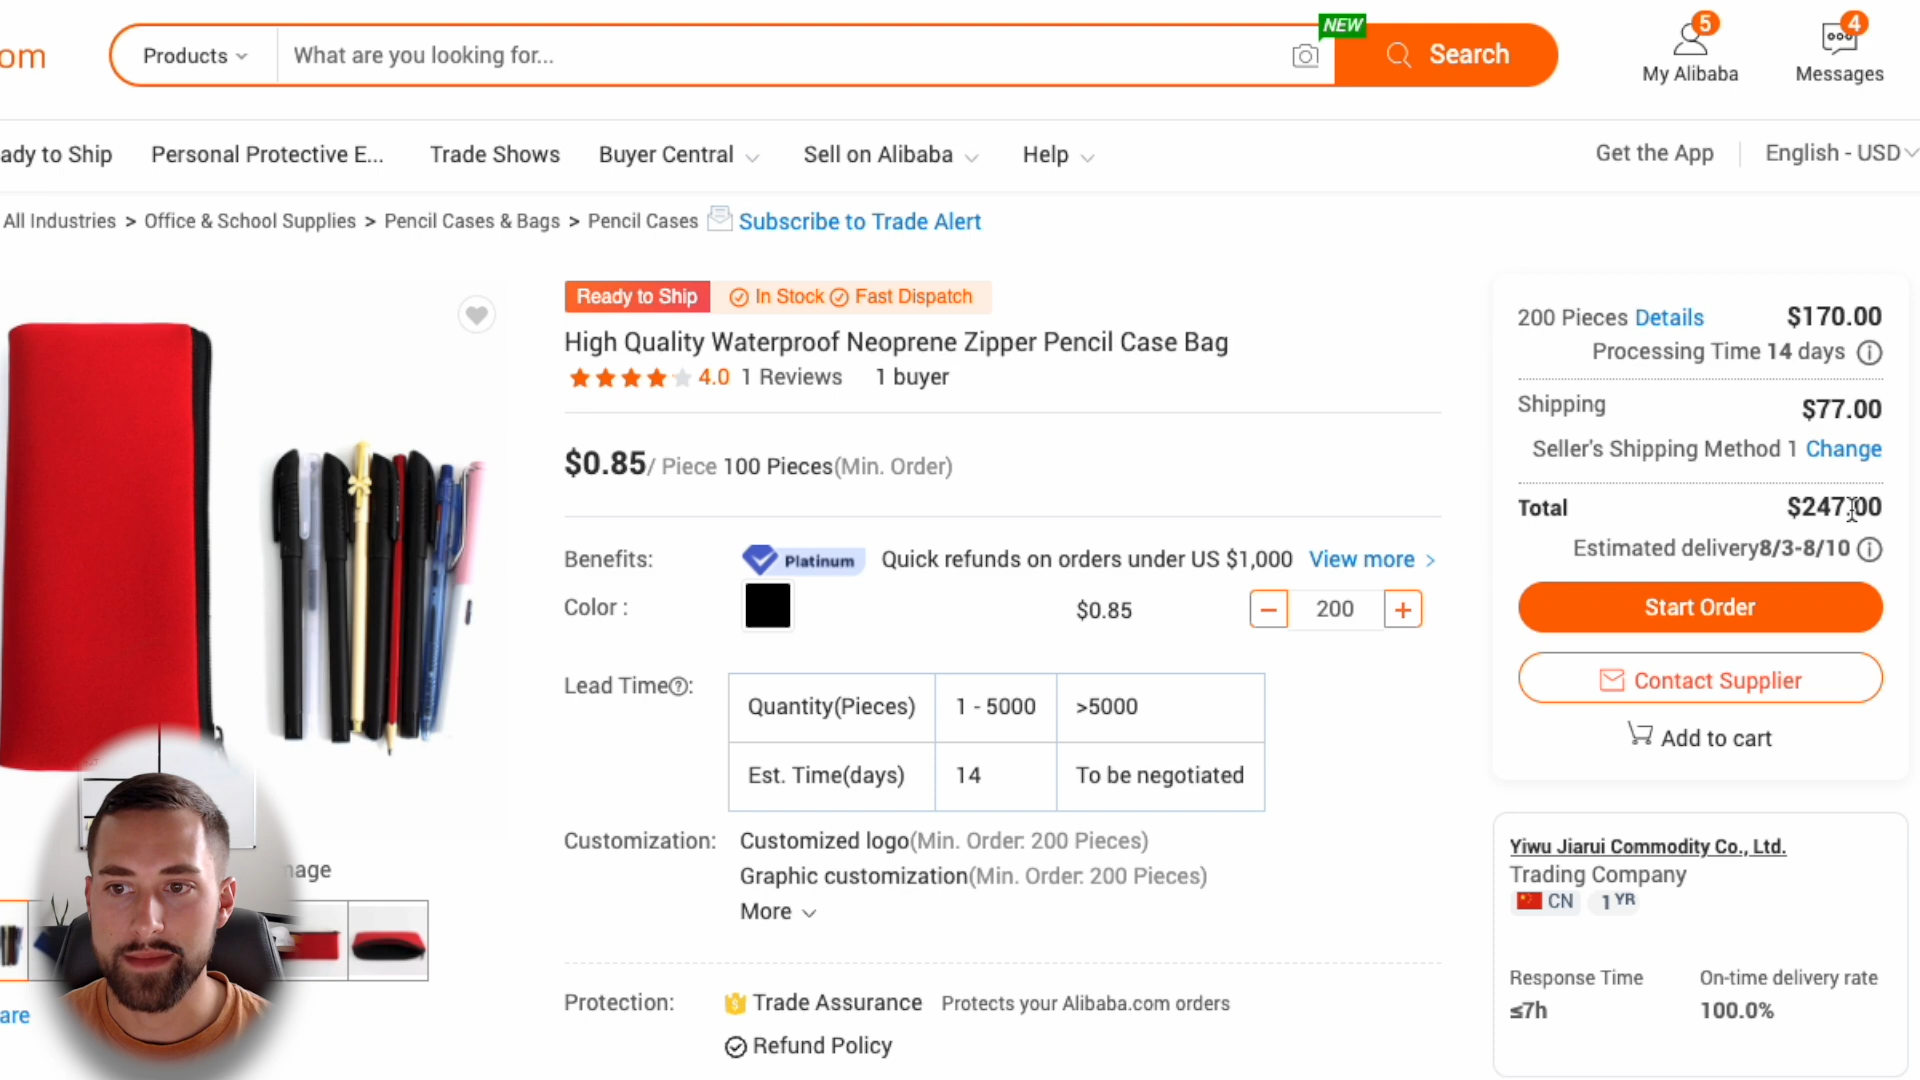 om
Products
What are you looking for...
NEW
Search
5
My Alibaba
4
Messages
ady to Ship
Personal Protective E...
Trade Shows
Buyer Central
Sell on Alibaba
Help
Get the App
English - USD
All Industries > Office & School Supplies > Pencil Cases & Bags > Pencil Cases
Subscribe to Trade Alert
Ready to Ship
In Stock
Fast Dispatch
High Quality Waterproof Neoprene Zipper Pencil Case Bag
4.0 1 Reviews 1 buyer
$0.85/ Piece 100 Pieces(Min. Order)
Benefits:
Platinum
Quick refunds on orders under US $1,000
View more >
Color :
$0.85
− 200 +
Lead Time?:
Quantity(Pieces) 1 - 5000 >5000
Est. Time(days) 14 To be negotiated
Customization:
Customized logo(Min. Order: 200 Pieces)
Graphic customization(Min. Order: 200 Pieces)
More
Protection:
Trade Assurance Protects your Alibaba.com orders
Refund Policy
200 Pieces Details $170.00
Processing Time 14 days
Shipping $77.00
Seller's Shipping Method 1 Change
Total $247.00
Estimated delivery8/3-8/10
Start Order
Contact Supplier
Add to cart
Yiwu Jiarui Commodity Co., Ltd.
Trading Company
CN 1 YR
Response Time
≤7h
On-time delivery rate
100.0%
nage
are